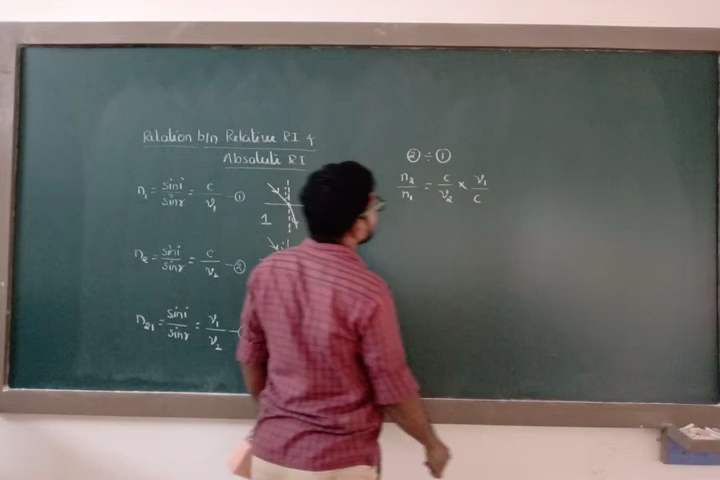 Relation b/n Relative RI &
Absolute RI
n₁ = sini/sinr = c/v₁ —①
1
n₂ = sini/sinr = c/v₂ —②
n₂₁ = sini/sinr = v₁/v₂ —
② ÷ ①
n₂/n₁ = c/v₂ × v₁/c